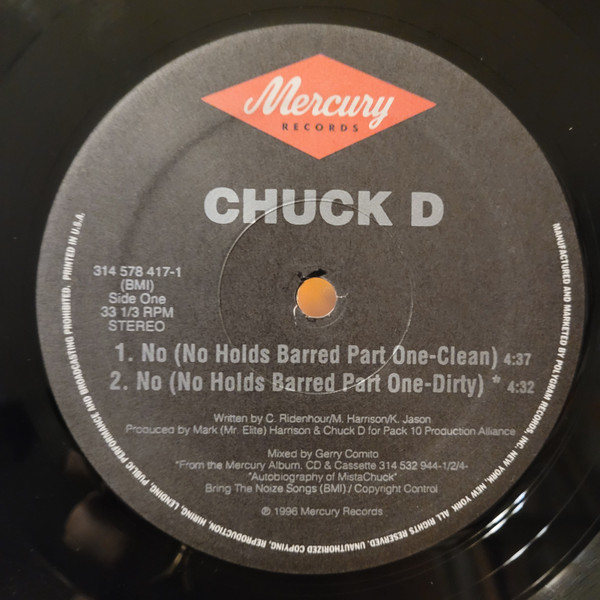 Mercury
RECORDS
CHUCK D
314 578 417-1
(BMI)
Side One
33 1/3 RPM
STEREO
1. No (No Holds Barred Part One-Clean) 4:37
2. No (No Holds Barred Part One-Dirty) * 4:32
Written by C. Ridenhour/M. Harrison/K. Jason
Produced by Mark (Mr. Elite) Harrison & Chuck D for Pack 10 Production Alliance
Mixed by Gerry Comito
"From the Mercury Album, CD & Cassette 314 532 944-1/2/4-
"Autobiography of MistaChuck"
Bring The Noize Songs (BMI) / Copyright Control
℗ 1996 Mercury Records
MANUFACTURED AND MARKETED BY POLYGRAM RECORDS, INC. NEW YORK, NEW YORK. ALL RIGHTS RESERVED. UNAUTHORIZED COPYING, REPRODUCTION, HIRING, LENDING, PUBLIC PERFORMANCE AND BROADCASTING PROHIBITED. PRINTED IN U.S.A.